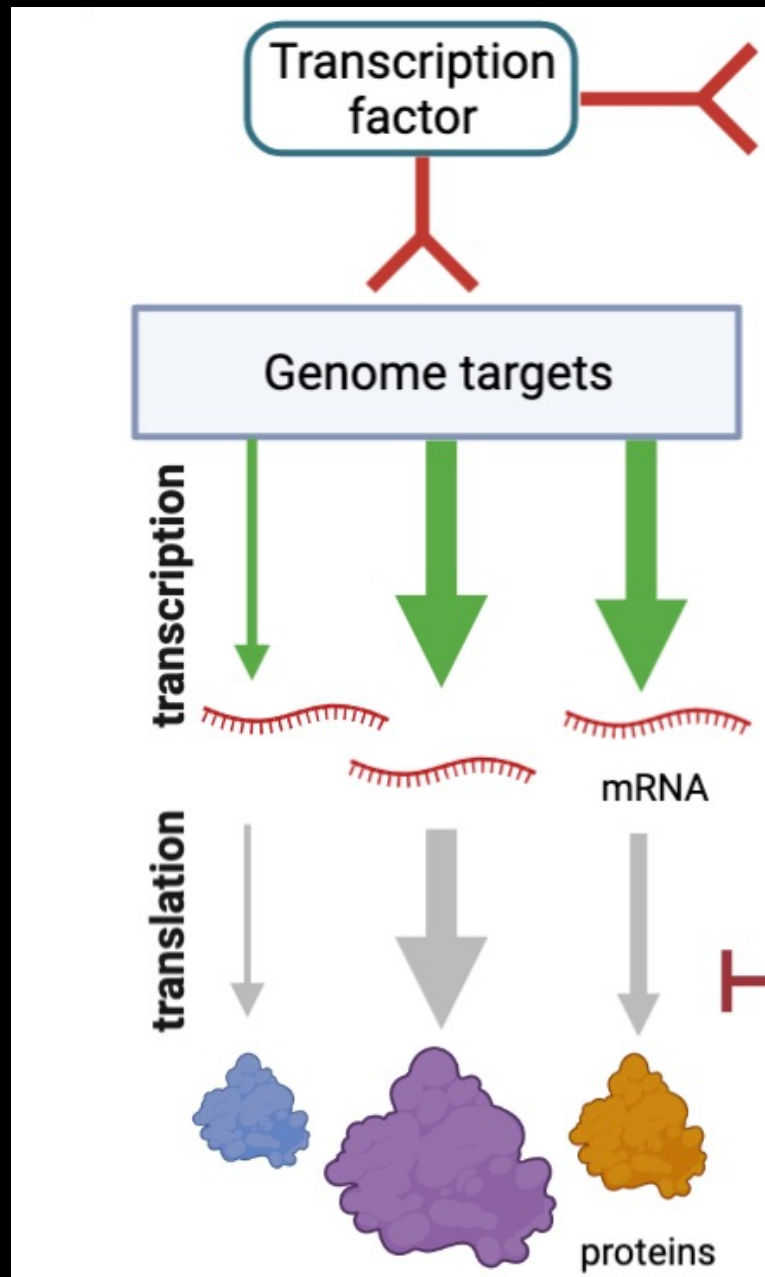 Transcription
factor
Genome targets
transcription
mRNA
translation
proteins